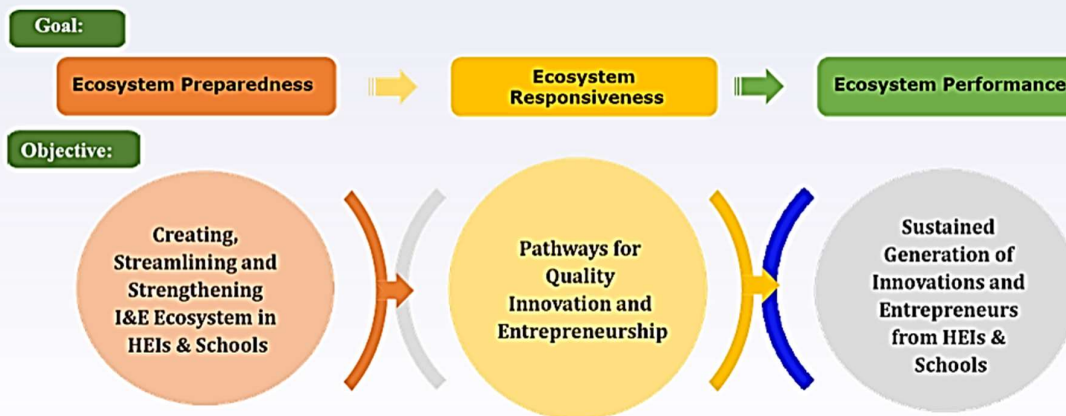 Goal:
Ecosystem Preparedness
Ecosystem
Responsiveness
Ecosystem Performance
Objective:
Creating,
Streamlining and
Strengthening
I&E Ecosystem in
HEIs & Schools
Pathways for
Quality
Innovation and
Entrepreneurship
Sustained
Generation of
Innovations and
Entrepreneurs
from HEIs &
Schools